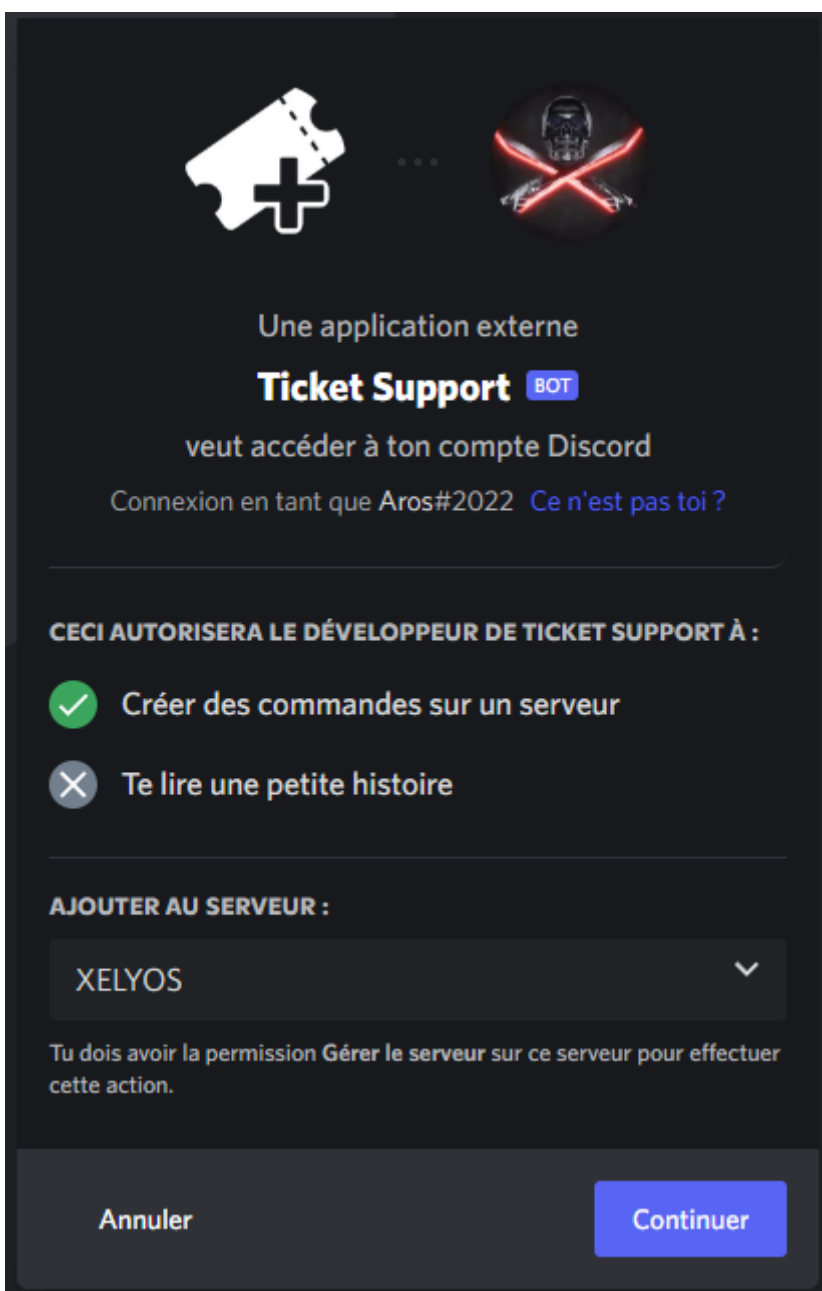 Une application externe
Ticket Support BOT
veut accéder à ton compte Discord
Connexion en tant que Aros#2022 Ce n'est pas toi ?
CECI AUTORISERA LE DÉVELOPPEUR DE TICKET SUPPORT À :
Créer des commandes sur un serveur
Te lire une petite histoire
AJOUTER AU SERVEUR :
XELYOS
Tu dois avoir la permission Gérer le serveur sur ce serveur pour effectuer
cette action.
Annuler
Continuer